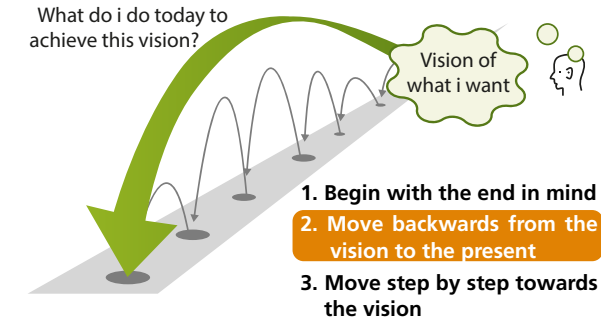 What do i do today to
achieve this vision?
Vision of
what i want
1. Begin with the end in mind
2. Move backwards from the
vision to the present
3. Move step by step towards
the vision